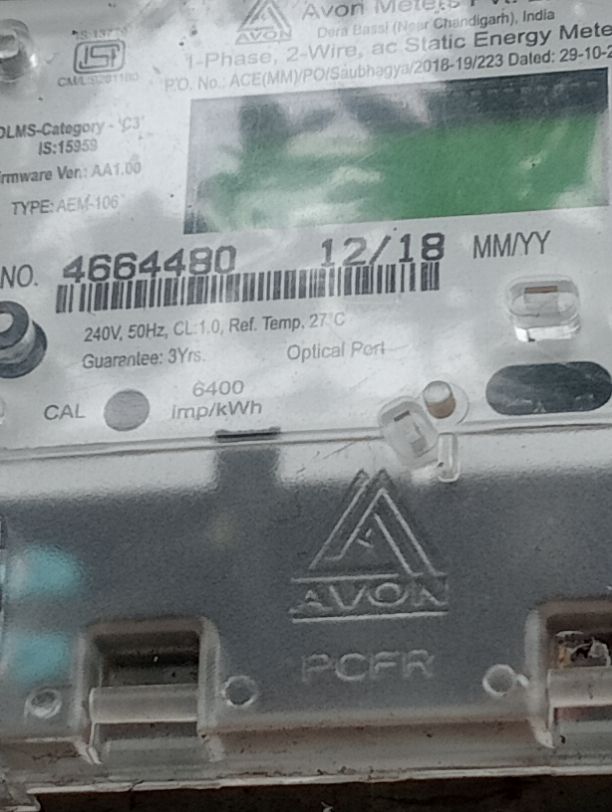 Avon Meters
AVON
Dera Bassi (Near Chandigarh), India
1-Phase, 2-Wire, ac Static Energy Mete
P.O. No.: ACE(MM)/PO/Saubhagya/2018-19/223 Dated: 29-10-2
DLMS-Category - 'C3'
IS:15959
rmware Ver.: AA1.00
TYPE: AEM-106
NO. 4664480 12/18 MM/YY
240V, 50Hz, CL:1.0, Ref. Temp. 27°C
Guarantee: 3Yrs. Optical Port
CAL 6400
imp/kWh
AVON
PCFR